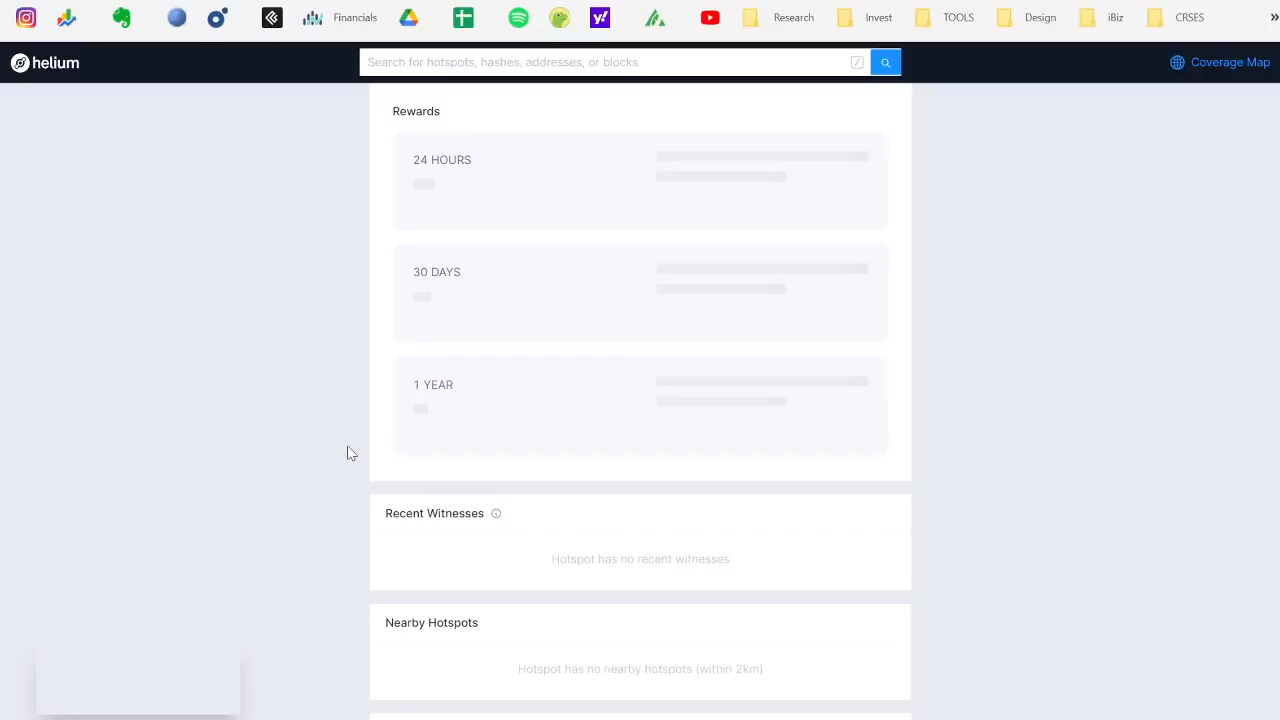 Financials
y!
Research
Invest
TOOLS
Design
iBiz
CRSES
»
helium
Search for hotspots, hashes, addresses, or blocks
/
Coverage Map
Rewards
24 HOURS
30 DAYS
1 YEAR
Recent Witnesses
Hotspot has no recent witnesses
Nearby Hotspots
Hotspot has no nearby hotspots (within 2km)